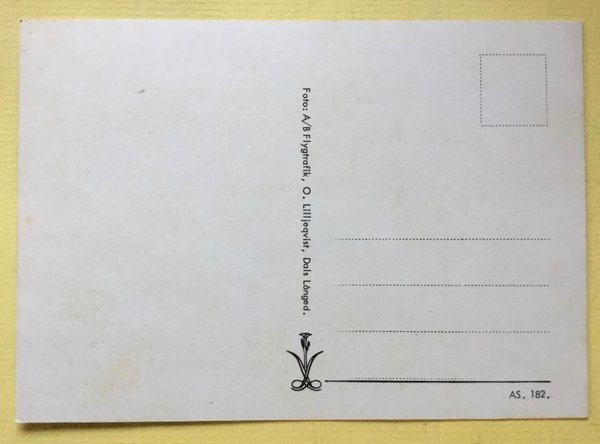 Foto: A/B Flygtrafik, O. Lilljeqvist, Dals Långed.
AS. 182.